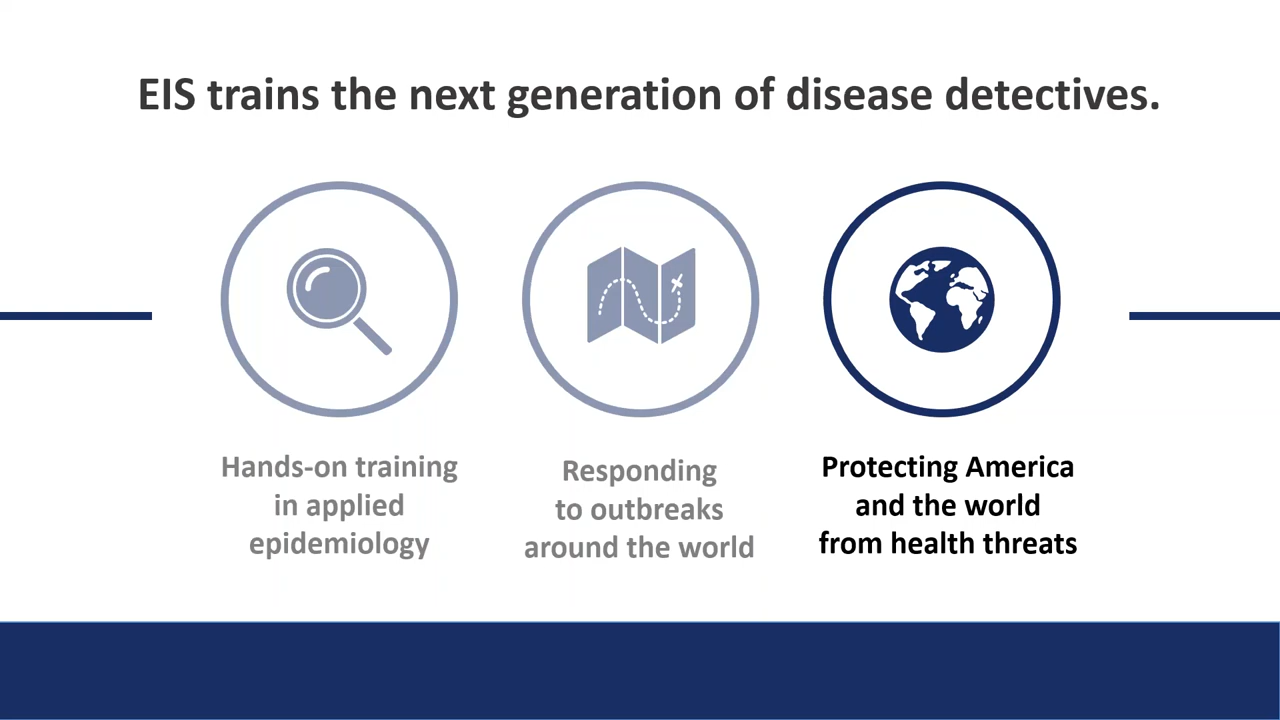 EIS trains the next generation of disease detectives.
Hands-on training
in applied
epidemiology
Responding
to outbreaks
around the world
Protecting America
and the world
from health threats